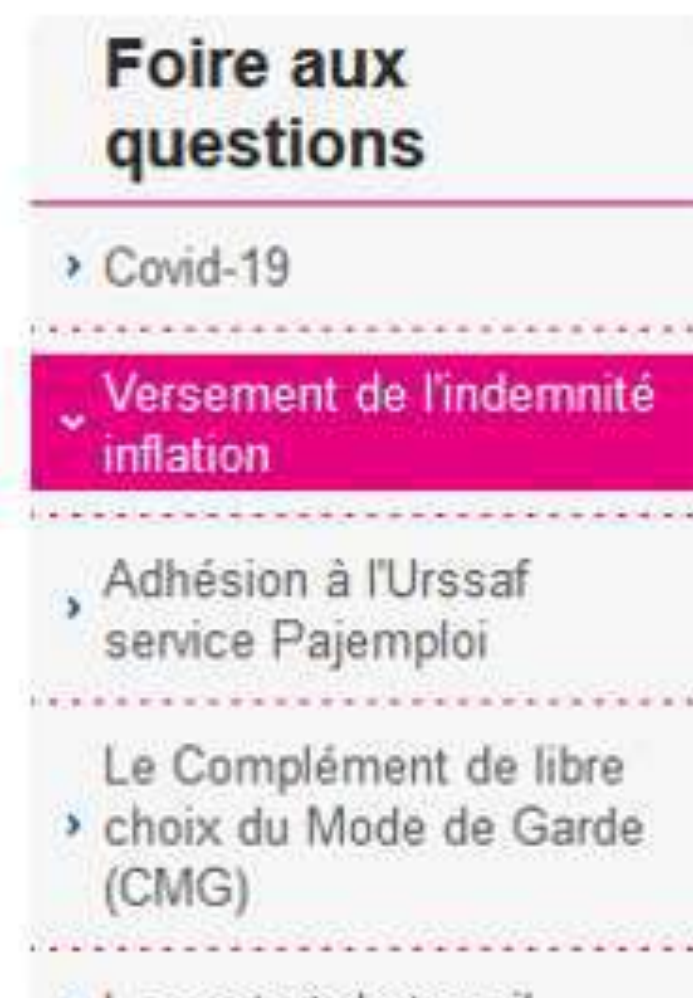 Foire aux
questions
Covid-19
Versement de l'indemnité
inflation
Adhésion à l'Urssaf
service Pajemploi
Le Complément de libre
choix du Mode de Garde
(CMG)